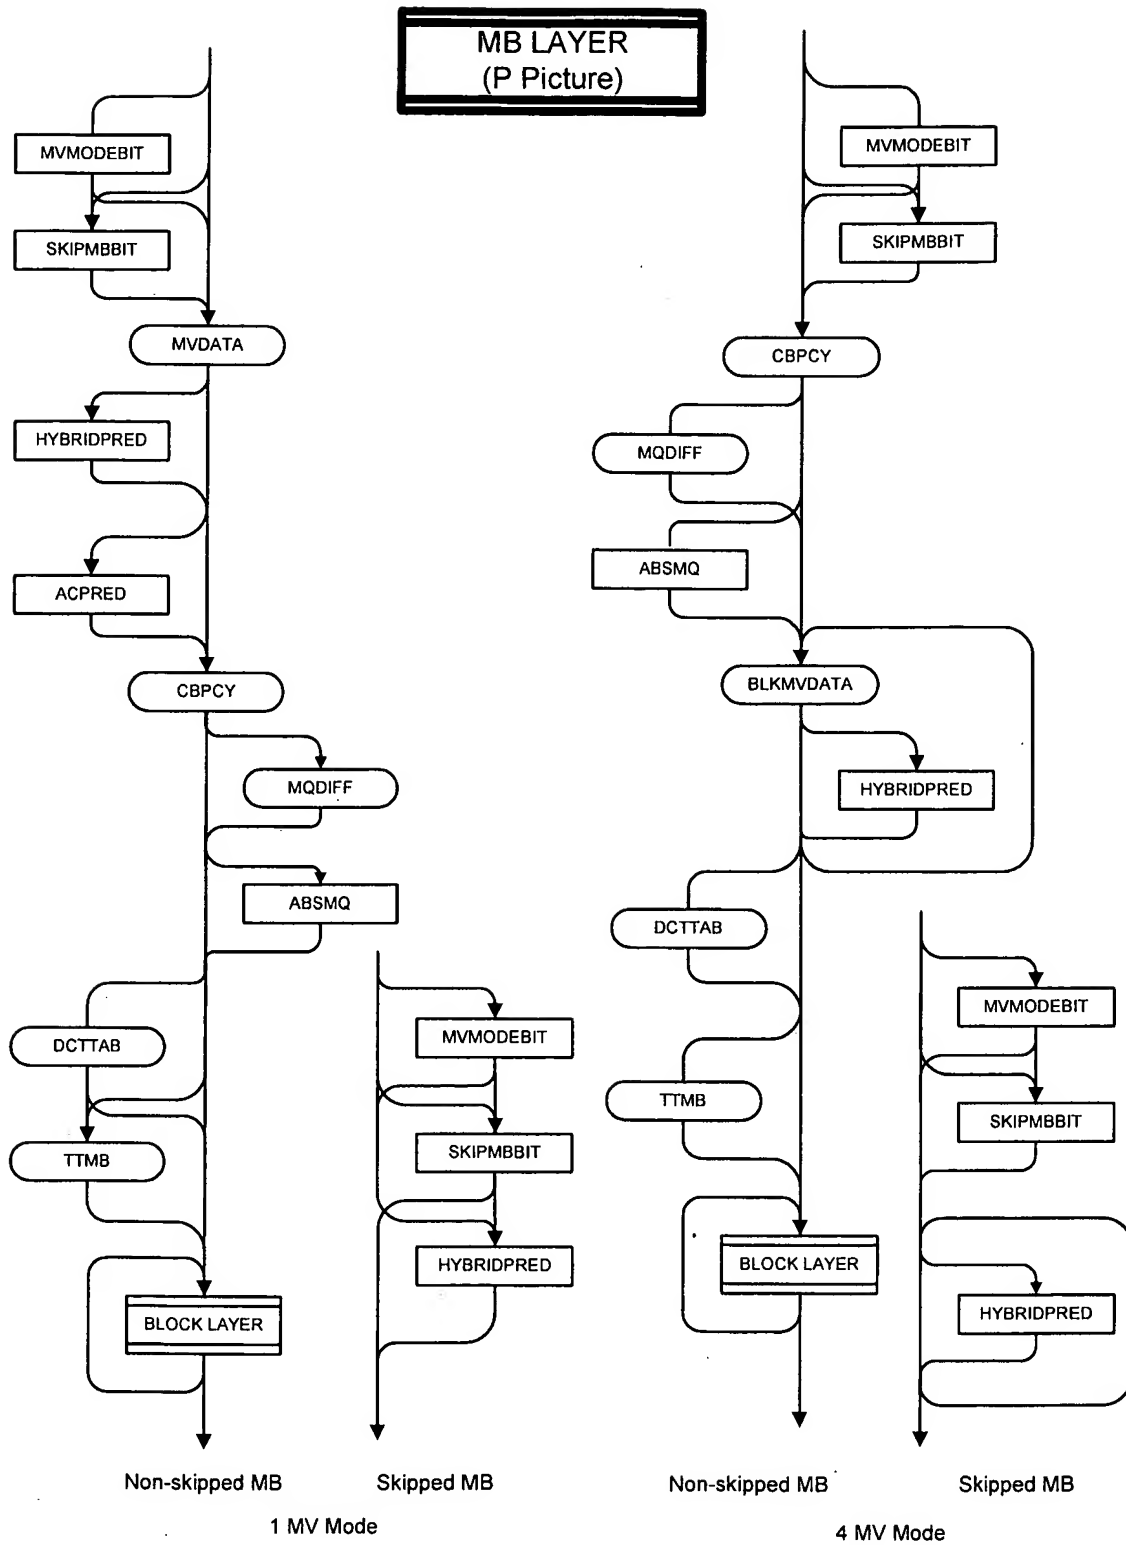 MB LAYER
(P Picture)
MVMODEBIT
SKIPMBBIT
MVDATA
HYBRIDPRED
ACPRED
CBPCY
MQDIFF
ABSMQ
DCTTAB
TTMB
BLOCK LAYER
Non-skipped MB
MVMODEBIT
SKIPMBBIT
HYBRIDPRED
Skipped MB
1 MV Mode
MVMODEBIT
SKIPMBBIT
CBPCY
MQDIFF
ABSMQ
BLKMVDATA
HYBRIDPRED
DCTTAB
TTMB
BLOCK LAYER
Non-skipped MB
MVMODEBIT
SKIPMBBIT
HYBRIDPRED
Skipped MB
4 MV Mode